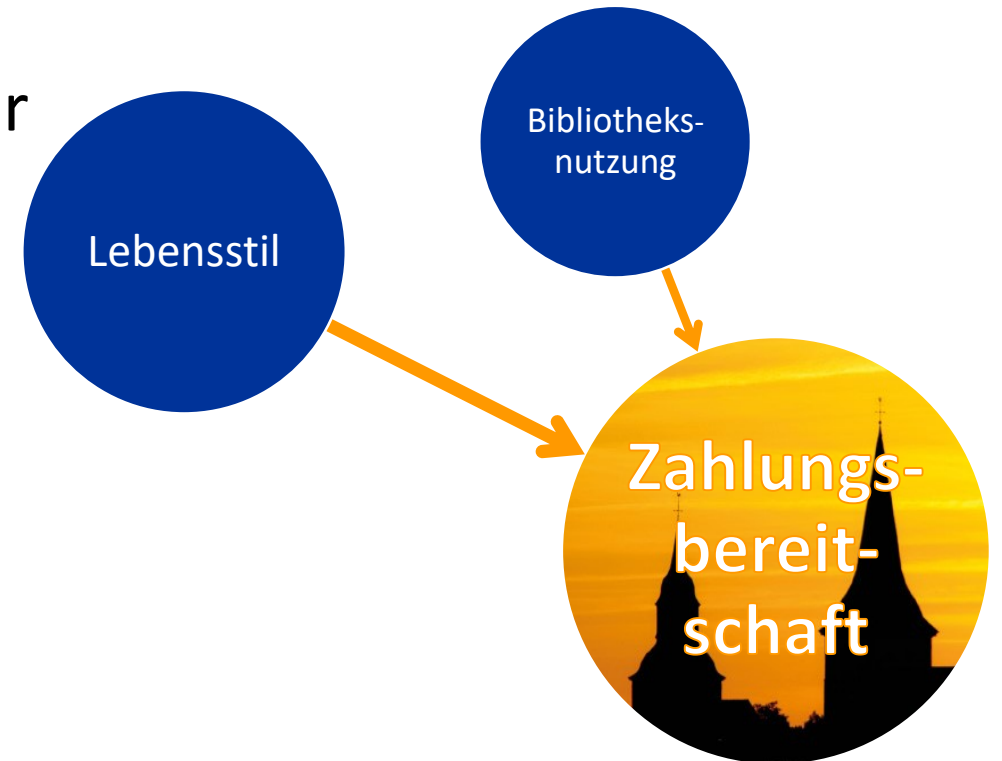 r
Bibliotheks-
nutzung
Lebensstil
Zahlungs-
bereit-
schaft